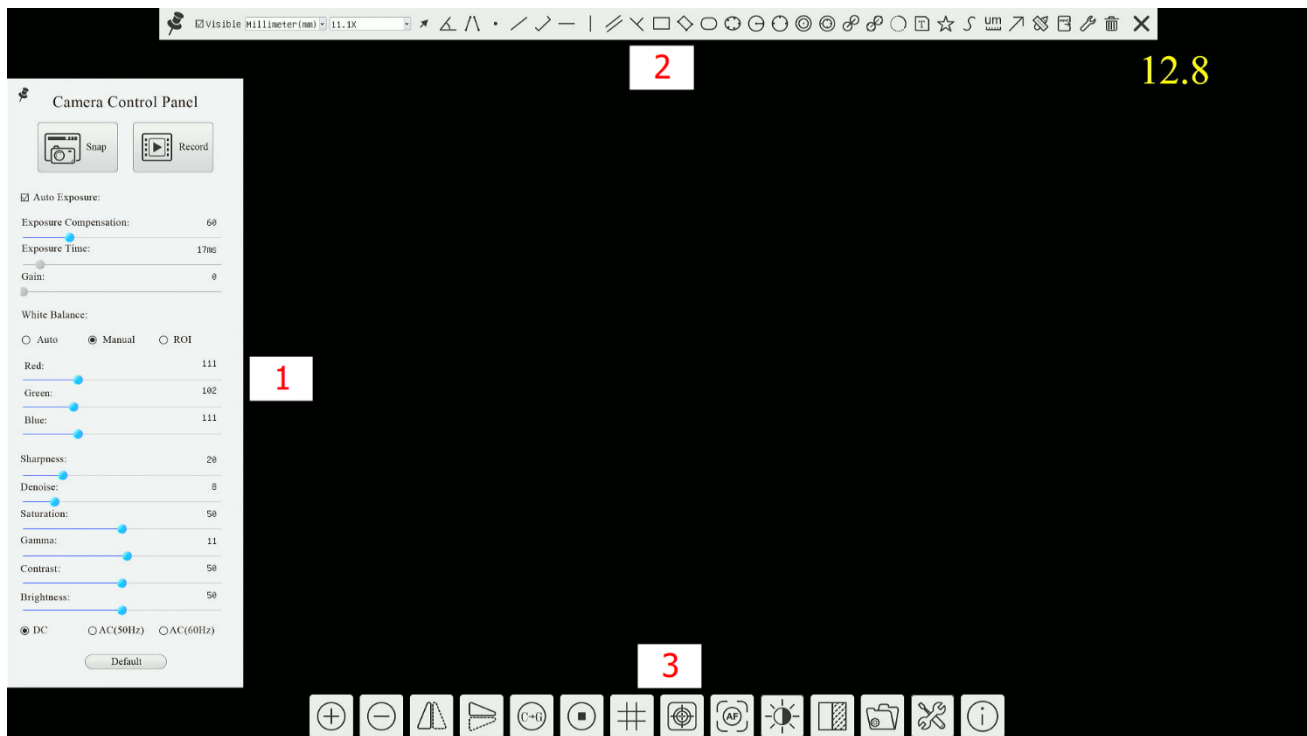 Visible Millimeter(mm) 11.1X T um
2
12.8
Camera Control Panel
Snap Record
Auto Exposure:
Exposure Compensation: 60
Exposure Time: 17ms
Gain: 0
White Balance:
Auto Manual ROI
Red: 111
1
Green: 102
Blue: 111
Sharpness: 20
Denoise: 8
Saturation: 50
Gamma: 11
Contrast: 50
Brightness: 50
DC AC(50Hz) AC(60Hz)
Default
3
C→G AF i